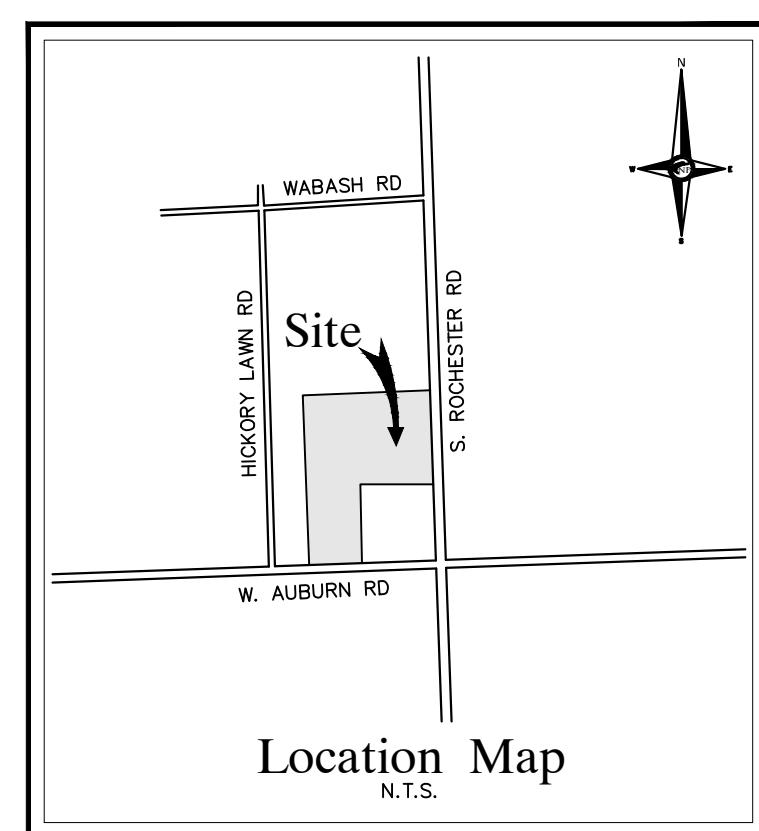 N
W
E
S
WABASH RD
HICKORY LAWN RD
Site
S. ROCHESTER RD
W. AUBURN RD
Location Map
N.T.S.